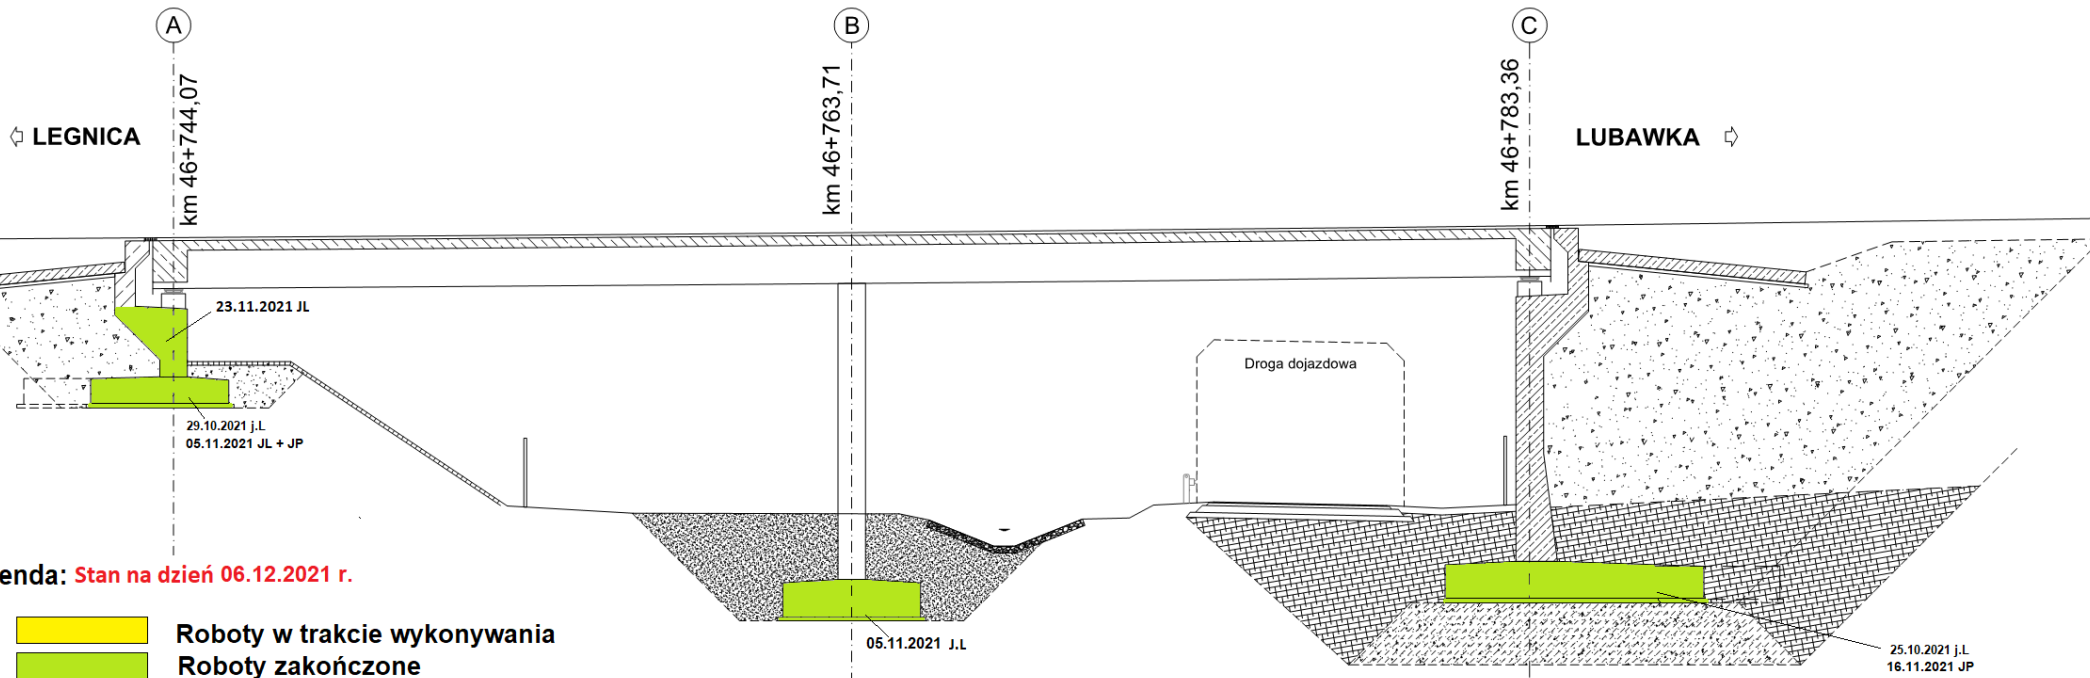 A
B
C
km 46+744,07
km 46+763,71
km 46+783,36
LEGNICA
LUBAWKA
23.11.2021 JL
Droga dojazdowa
29.10.2021 j.L
05.11.2021 JL + JP
enda: Stan na dzień 06.12.2021 r.
Roboty w trakcie wykonywania
Roboty zakończone
05.11.2021 J.L
25.10.2021 j.L
16.11.2021 JP